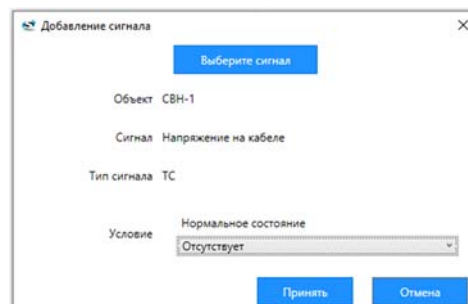 Добавление сигнала
Выберите сигнал
Объект СВН-1
Сигнал Напряжение на кабеле
Тип сигнала ТС
Нормальное состояние
Условие
Отсутствует
Принять Отмена